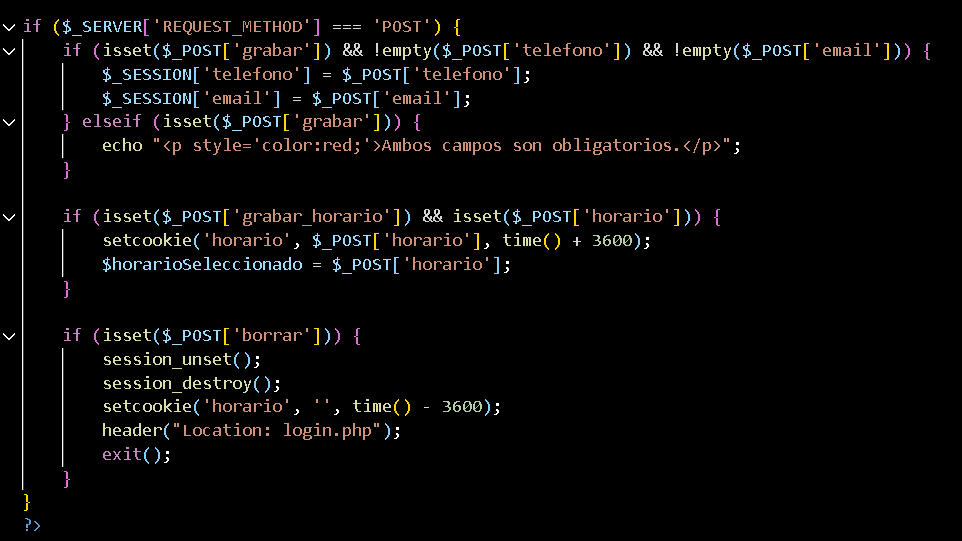 if ($_SERVER['REQUEST_METHOD'] === 'POST') {
    if (isset($_POST['grabar']) && !empty($_POST['telefono']) && !empty($_POST['email'])) {
        $_SESSION['telefono'] = $_POST['telefono'];
        $_SESSION['email'] = $_POST['email'];
    } elseif (isset($_POST['grabar'])) {
        echo "<p style='color:red;'>Ambos campos son obligatorios.</p>";
    }

    if (isset($_POST['grabar_horario']) && isset($_POST['horario'])) {
        setcookie('horario', $_POST['horario'], time() + 3600);
        $horarioSeleccionado = $_POST['horario'];
    }

    if (isset($_POST['borrar'])) {
        session_unset();
        session_destroy();
        setcookie('horario', '', time() - 3600);
        header("Location: login.php");
        exit();
    }
}
?>